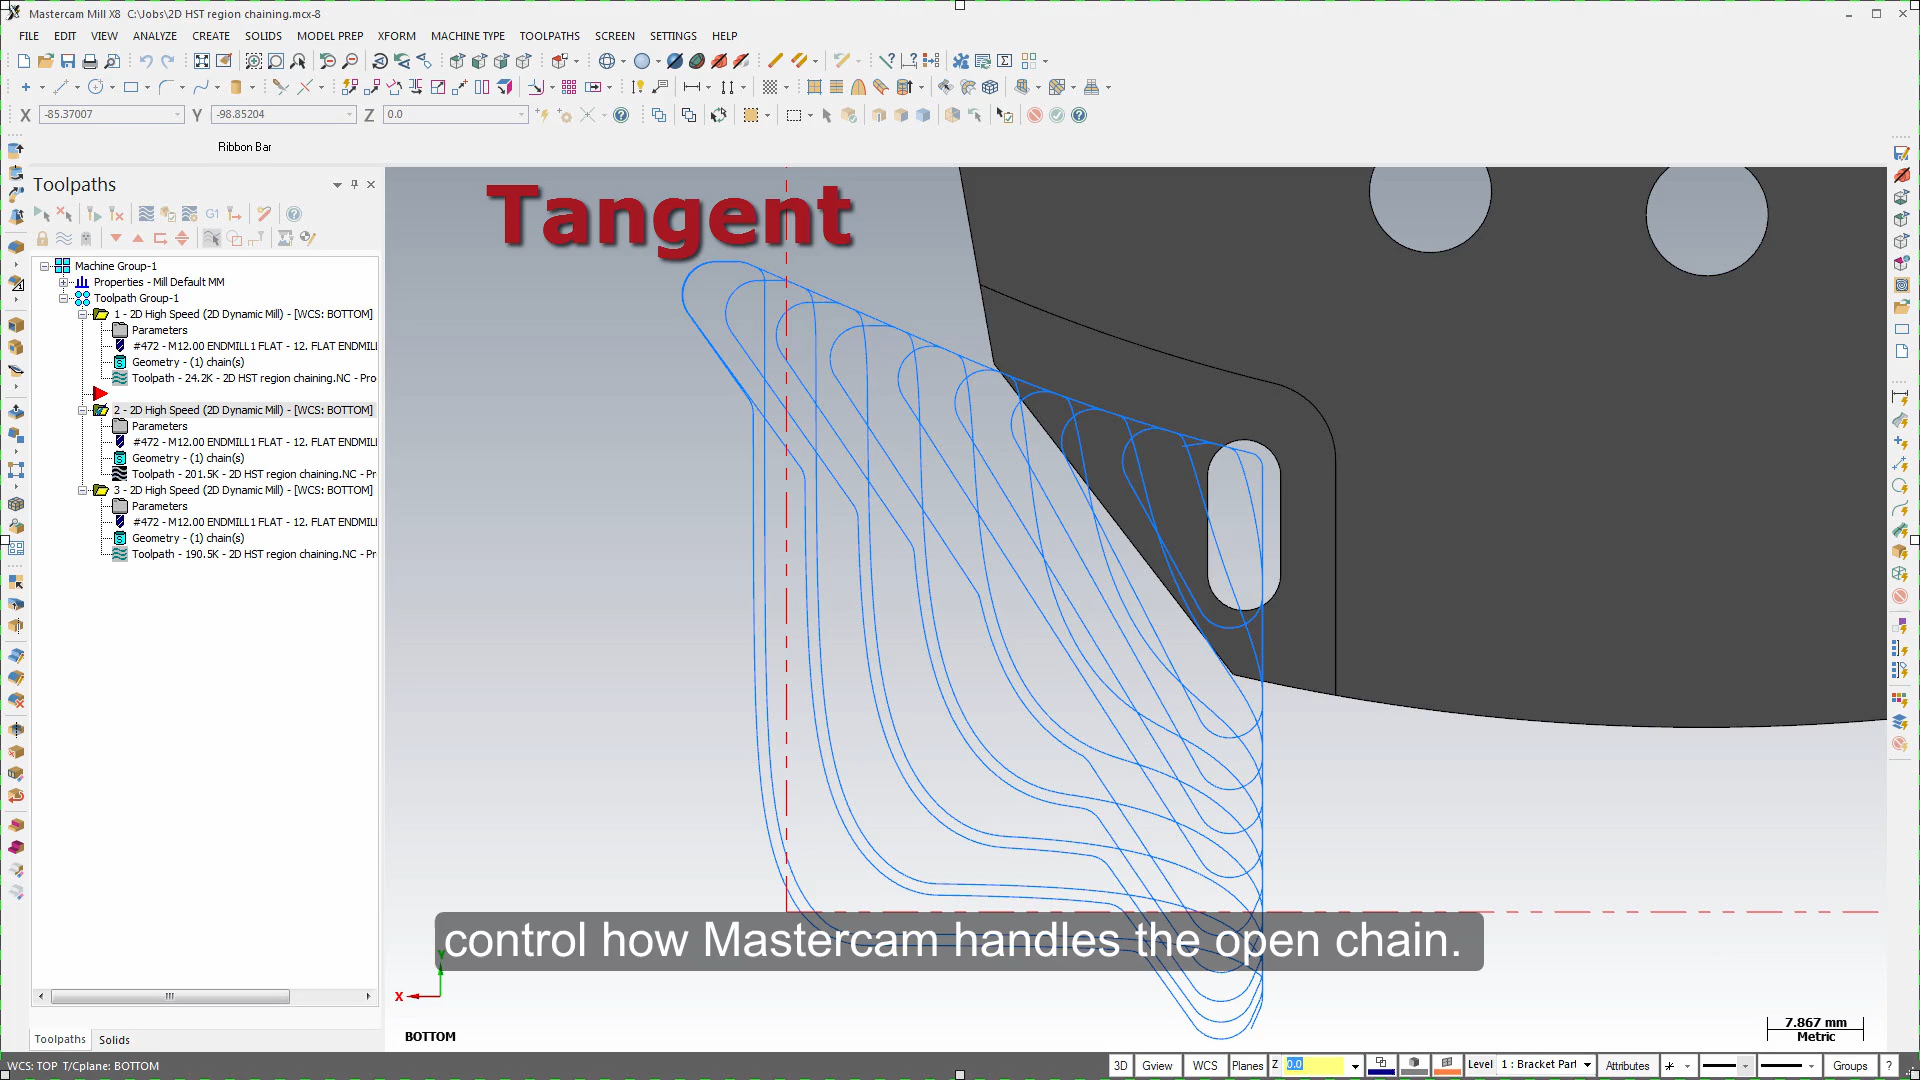 Mastercam Mill X8 C:\Jobs\2D HST region chaining.mcx-8
FILE EDIT VIEW ANALYZE CREATE SOLIDS MODEL PREP XFORM MACHINE TYPE TOOLPATHS SCREEN SETTINGS HELP
X -85.37007 Y -98.85204 Z 0.0
Ribbon Bar
Toolpaths
G1
Machine Group-1
Properties - Mill Default MM
Toolpath Group-1
1 - 2D High Speed (2D Dynamic Mill) - [WCS: BOTTOM]
Parameters
#472 - M12.00 ENDMILL1 FLAT - 12. FLAT ENDMIL
Geometry - (1) chain(s)
Toolpath - 24.2K - 2D HST region chaining.NC - Pro
2 - 2D High Speed (2D Dynamic Mill) - [WCS: BOTTOM]
Parameters
#472 - M12.00 ENDMILL1 FLAT - 12. FLAT ENDMIL
Geometry - (1) chain(s)
Toolpath - 201.5K - 2D HST region chaining.NC - Pr
3 - 2D High Speed (2D Dynamic Mill) - [WCS: BOTTOM]
Parameters
#472 - M12.00 ENDMILL1 FLAT - 12. FLAT ENDMIL
Geometry - (1) chain(s)
Toolpath - 190.5K - 2D HST region chaining.NC - Pr
Toolpaths Solids
Tangent
control how Mastercam handles the open chain.
Y
X
BOTTOM
7.867 mm
Metric
WCS: TOP T/Cplane: BOTTOM
3D Gview WCS Planes Z 0.0 Level 1 : Bracket Part Attributes Groups ?